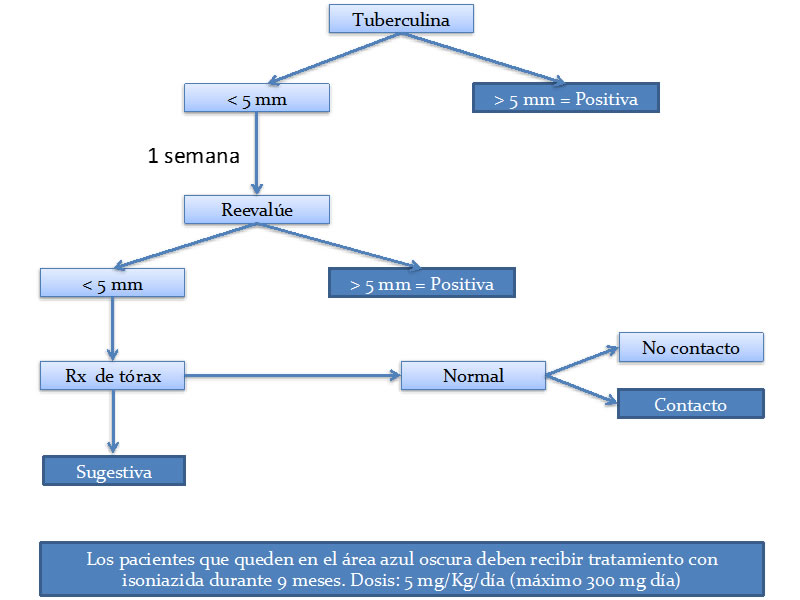 Tuberculina
< 5 mm
> 5 mm = Positiva
1 semana
Reevalúe
< 5 mm
> 5 mm = Positiva
Rx de tórax
Normal
No contacto
Contacto
Sugestiva
Los pacientes que queden en el área azul oscura deben recibir tratamiento con
isoniazida durante 9 meses. Dosis: 5 mg/Kg/día (máximo 300 mg día)